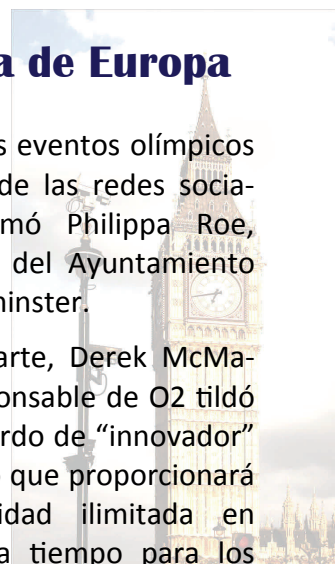 a de Europa
s eventos olímpicos
de las redes socia-
mó Philippa Roe,
del Ayuntamiento
ninster.
arte, Derek McMa-
onsable de O2 tildó
rdo de “innovador”
que proporcionará
idad ilimitada en
a tiempo para los